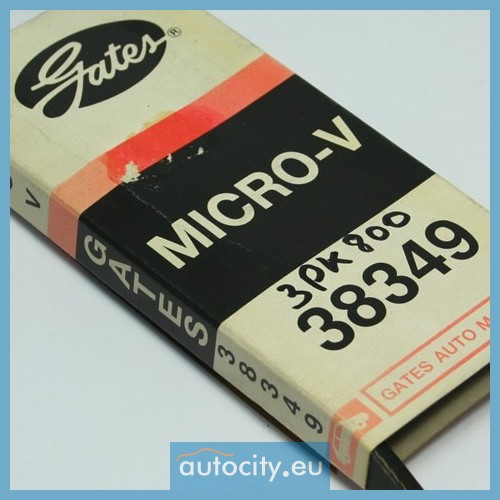 Gates®
MICRO-V
3PK 800
38349
GATES AUTO M
V
GATES
38349
autocity.eu